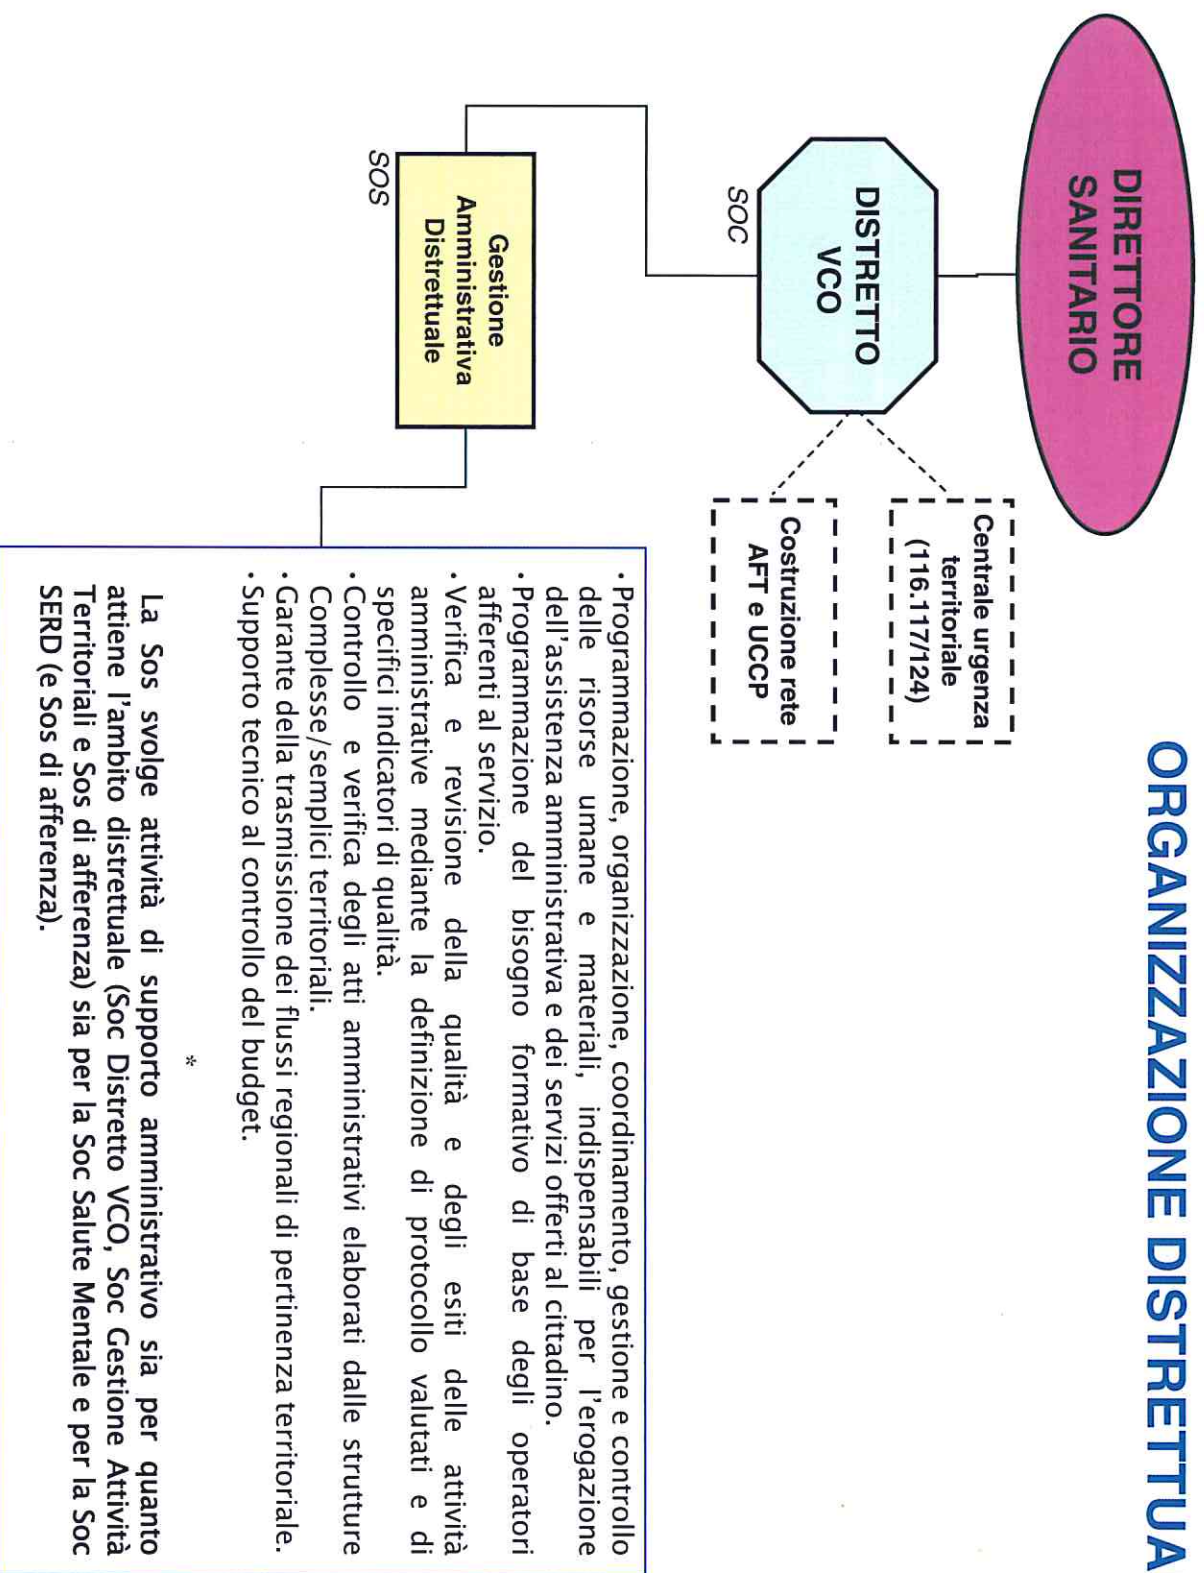 ORGANIZZAZIONE DISTRETTUA
DIRETTORE
SANITARIO
DISTRETTO
VCO
SOC
Centrale urgenza
territoriale
(116.117/124)
Costruzione rete
AFT e UCCP
Gestione
Amministrativa
Distrettuale
SOS
• Programmazione, organizzazione, coordinamento, gestione e controllo
delle risorse umane e materiali, indispensabili per l'erogazione
dell'assistenza amministrativa e dei servizi offerti al cittadino.
• Programmazione del bisogno formativo di base degli operatori
afferenti al servizio.
• Verifica e revisione della qualità e degli esiti delle attività
amministrative mediante la definizione di protocollo valutati e di
specifici indicatori di qualità.
• Controllo e verifica degli atti amministrativi elaborati dalle strutture
Complesse/semplici territoriali.
• Garante della trasmissione dei flussi regionali di pertinenza territoriale.
• Supporto tecnico al controllo del budget.
*
La Sos svolge attività di supporto amministrativo sia per quanto
attiene l'ambito distrettuale (Soc Distretto VCO, Soc Gestione Attività
Territoriali e Sos di afferenza) sia per la Soc Salute Mentale e per la Soc
SERD (e Sos di afferenza).